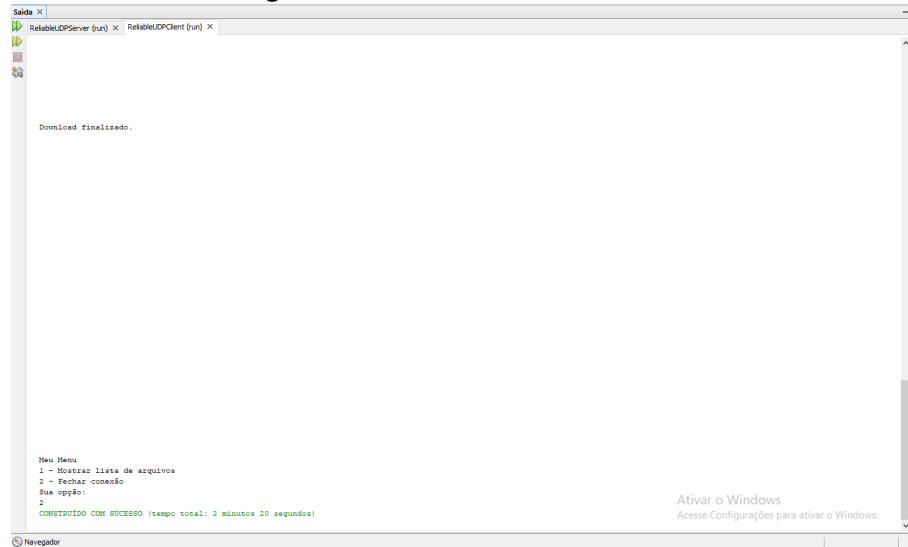 Saída ×
ReliableUDPServer (run) × ReliableUDPClient (run) ×
Download finalizado.
Meu Menu
1 - Mostrar lista de arquivos
2 - Fechar conexão
Sua opção:
2
CONSTRUÍDO COM SUCESSO (tempo total: 2 minutos 20 segundos)
Ativar o Windows
Acesse Configurações para ativar o Windows.
Navegador